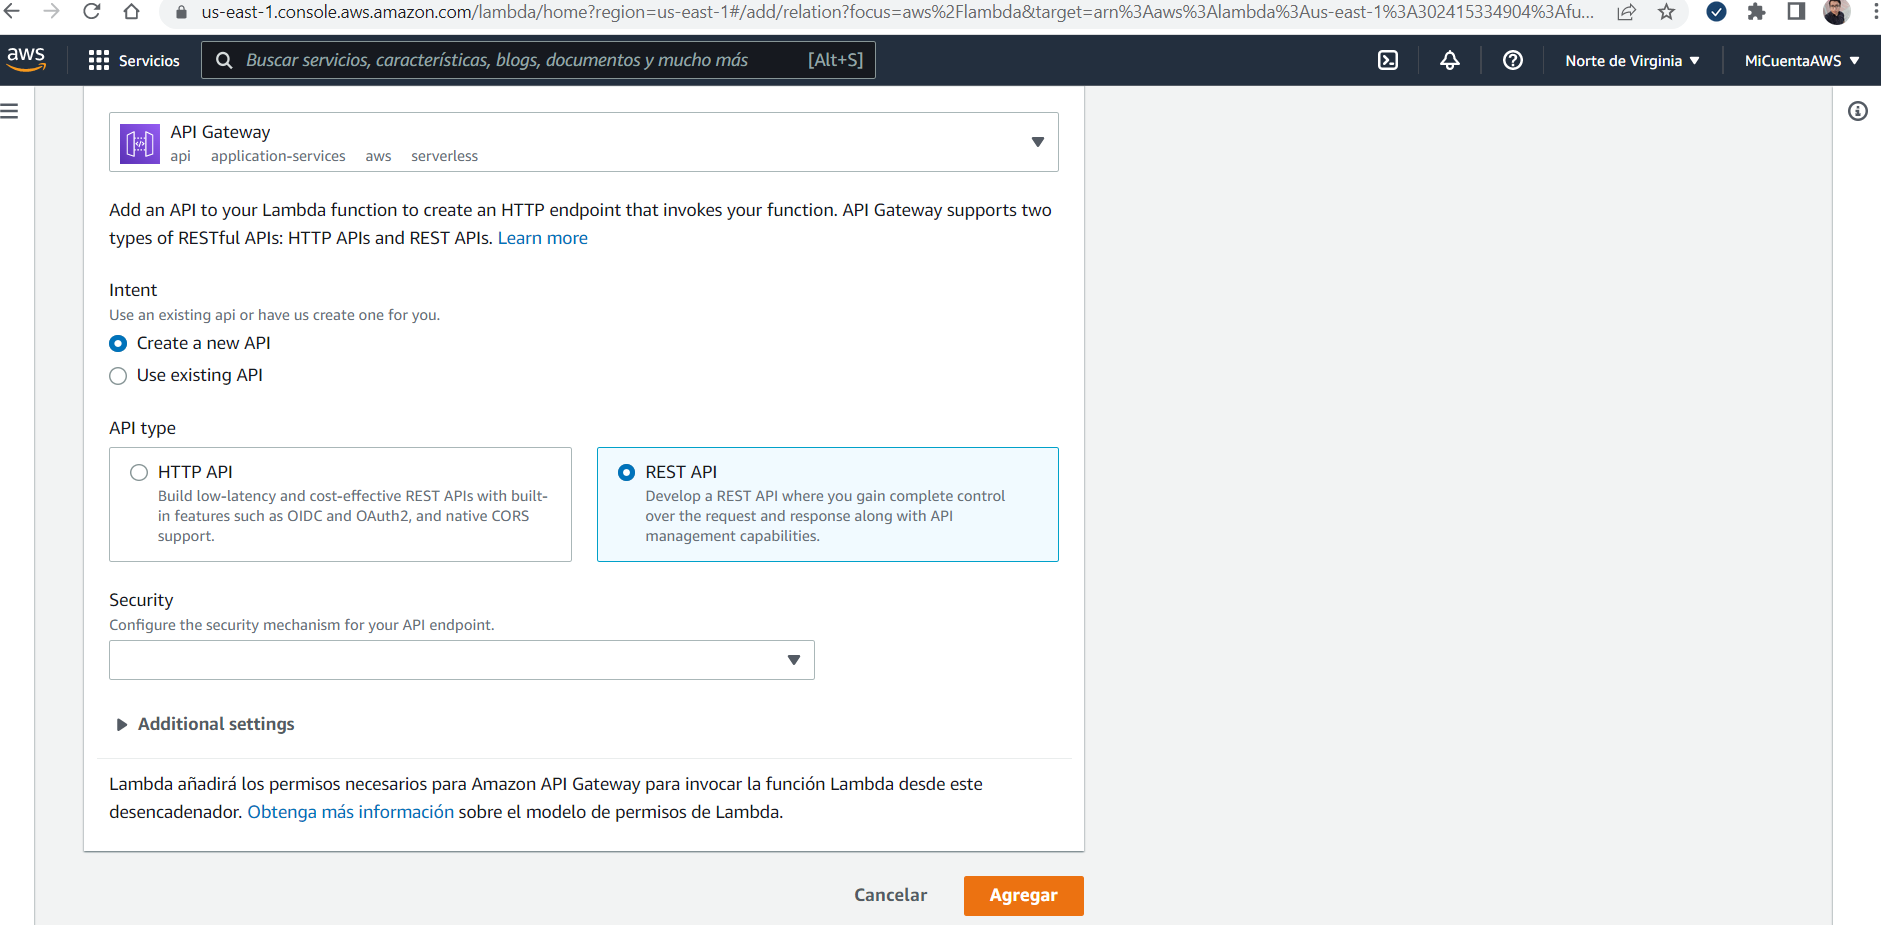 us-east-1.console.aws.amazon.com/lambda/home?region=us-east-1#/add/relation?focus=aws%2Flambda&target=arn%3Aaws%3Alambda%3Aus-east-1%3A302415334904%3Afu...
aws
Servicios
Buscar servicios, características, blogs, documentos y mucho más
[Alt+S]
Norte de Virginia
MiCuentaAWS
API Gateway
api application-services aws serverless
Add an API to your Lambda function to create an HTTP endpoint that invokes your function. API Gateway supports two
types of RESTful APIs: HTTP APIs and REST APIs. Learn more
Intent
Use an existing api or have us create one for you.
Create a new API
Use existing API
API type
HTTP API
Build low-latency and cost-effective REST APIs with built-
in features such as OIDC and OAuth2, and native CORS
support.
REST API
Develop a REST API where you gain complete control
over the request and response along with API
management capabilities.
Security
Configure the security mechanism for your API endpoint.
Additional settings
Lambda añadirá los permisos necesarios para Amazon API Gateway para invocar la función Lambda desde este
desencadenador. Obtenga más información sobre el modelo de permisos de Lambda.
Cancelar
Agregar